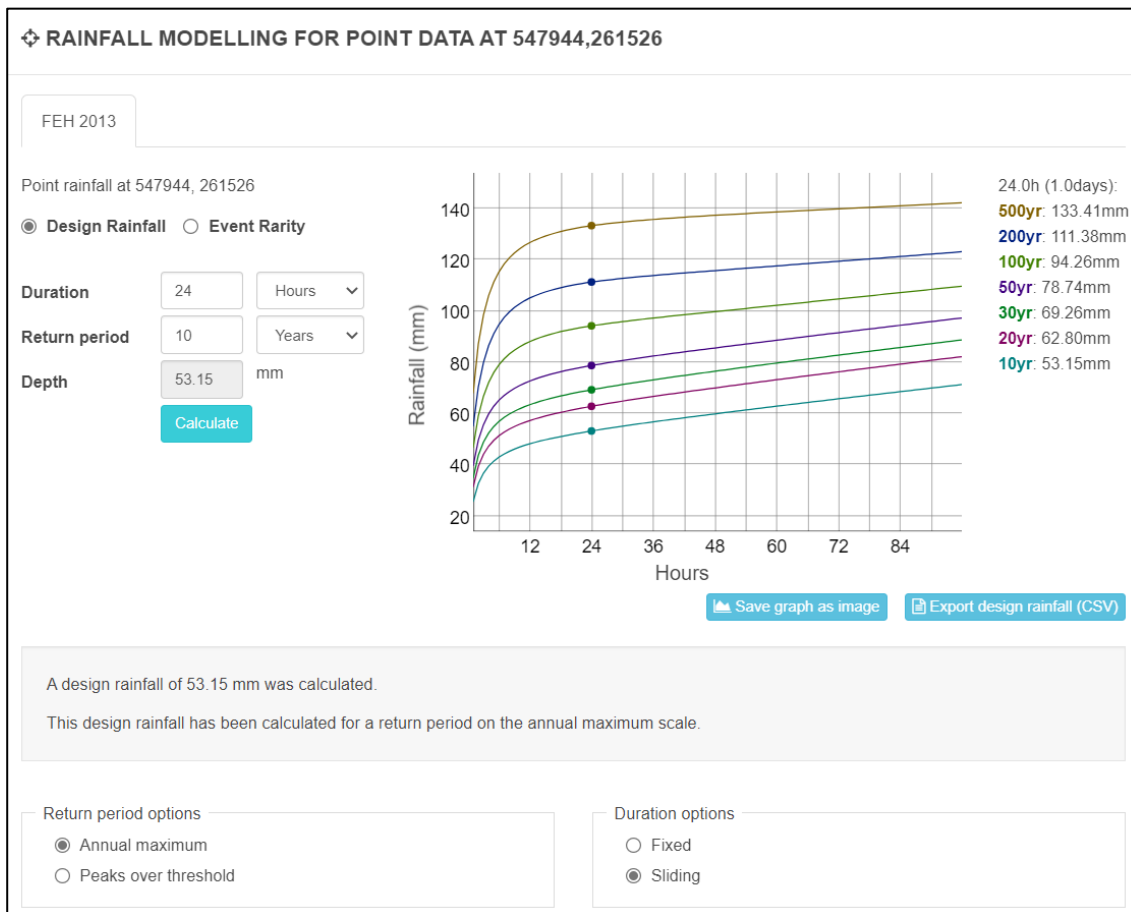 RAINFALL MODELLING FOR POINT DATA AT 547944,261526
FEH 2013
Point rainfall at 547944, 261526
Design Rainfall Event Rarity
Duration 24 Hours
Return period 10 Years
Depth 53.15 mm
Calculate
Rainfall (mm)
140
120
100
80
60
40
20
12 24 36 48 60 72 84
Hours
24.0h (1.0days):
500yr: 133.41mm
200yr: 111.38mm
100yr: 94.26mm
50yr: 78.74mm
30yr: 69.26mm
20yr: 62.80mm
10yr: 53.15mm
Save graph as image Export design rainfall (CSV)
A design rainfall of 53.15 mm was calculated.
This design rainfall has been calculated for a return period on the annual maximum scale.
Return period options
Annual maximum
Peaks over threshold
Duration options
Fixed
Sliding